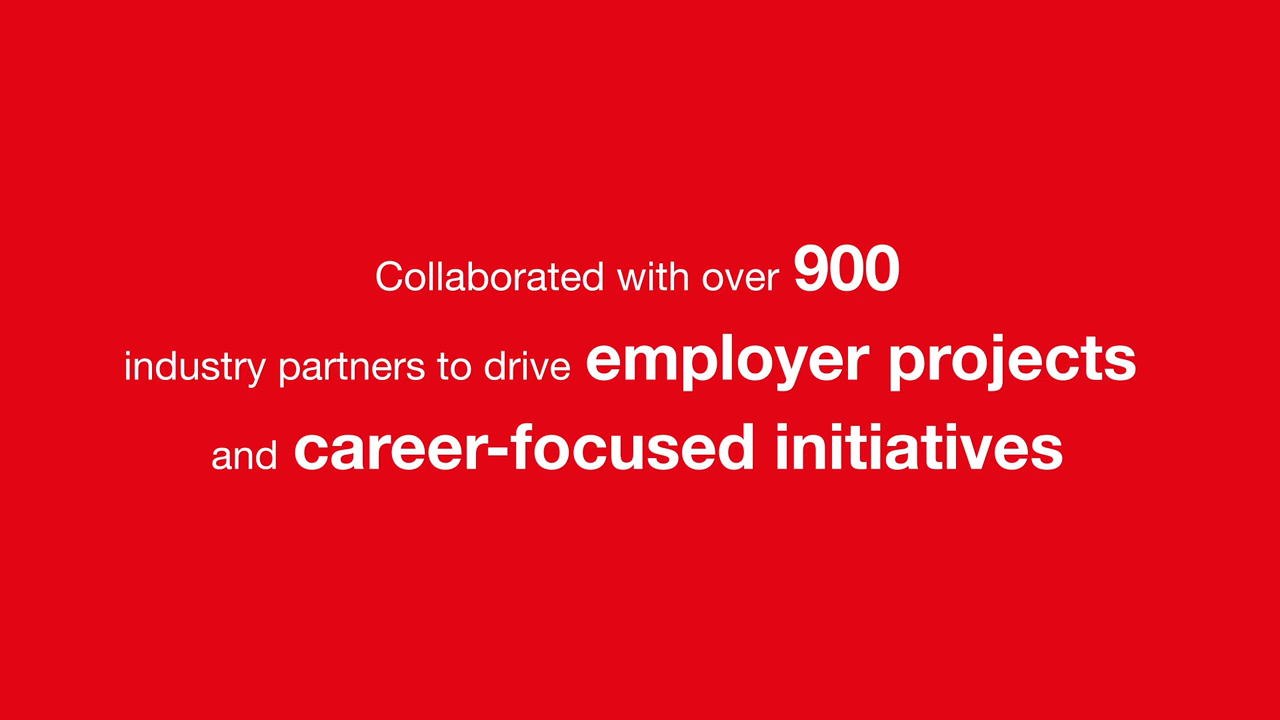 Collaborated with over 900
industry partners to drive employer projects
and career-focused initiatives